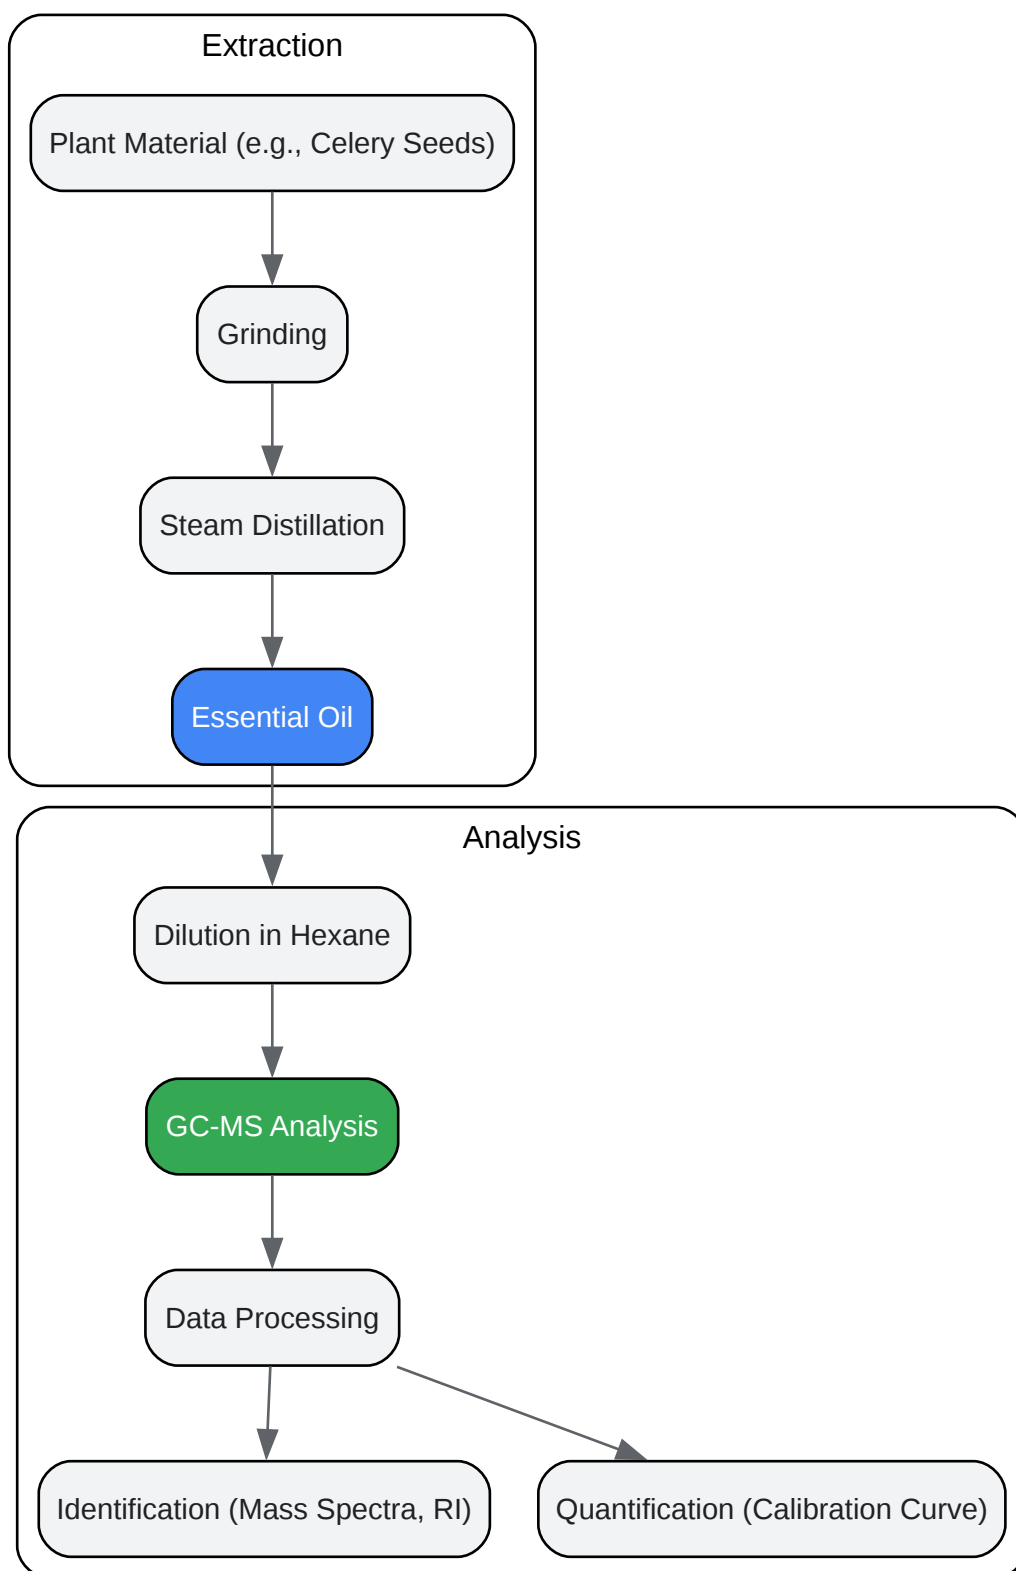 Extraction
Plant Material (e.g., Celery Seeds)
Grinding
Steam Distillation
Essential Oil
Analysis
Dilution in Hexane
GC-MS Analysis
Data Processing
Identification (Mass Spectra, RI)
Quantification (Calibration Curve)